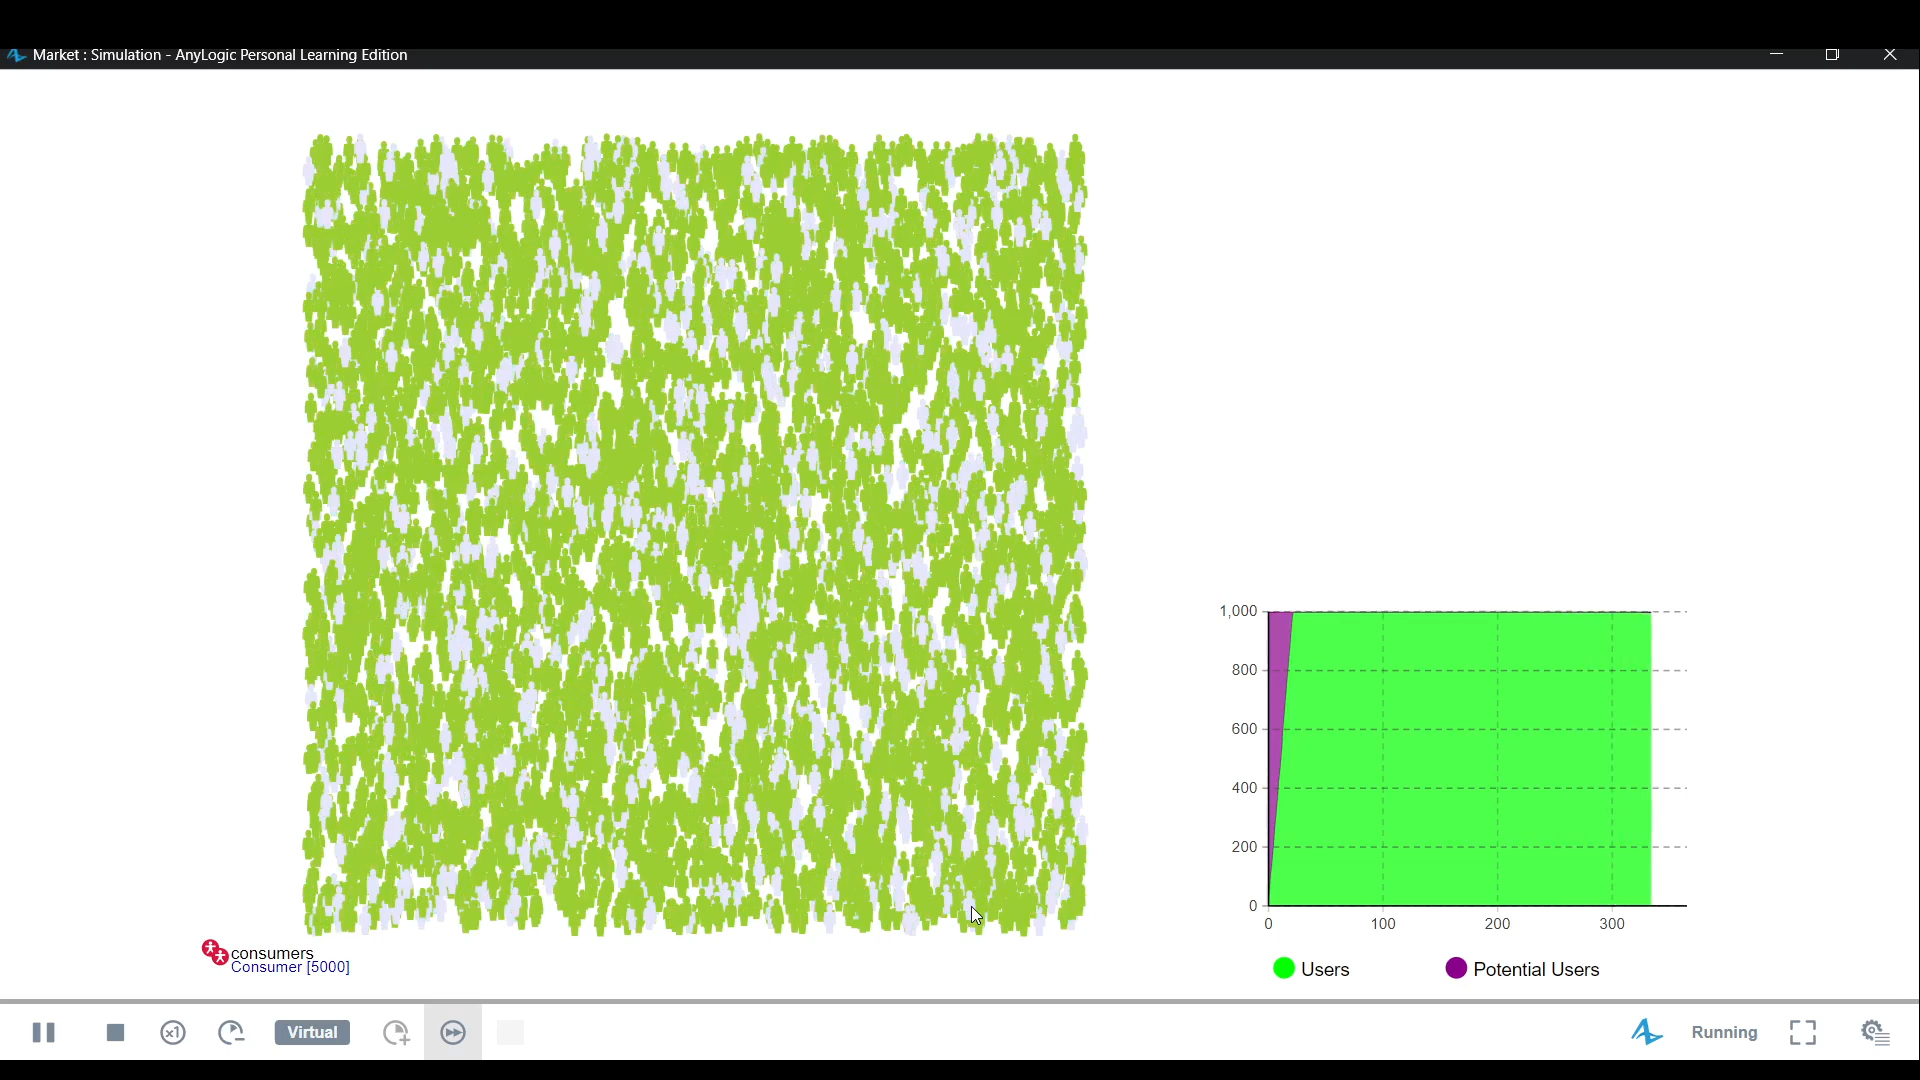 Market : Simulation - AnyLogic Personal Learning Edition
1,000
800
600
400
200
0
0 100 200 300
Users Potential Users
consumers
Consumer [5000]
x1 Virtual Running